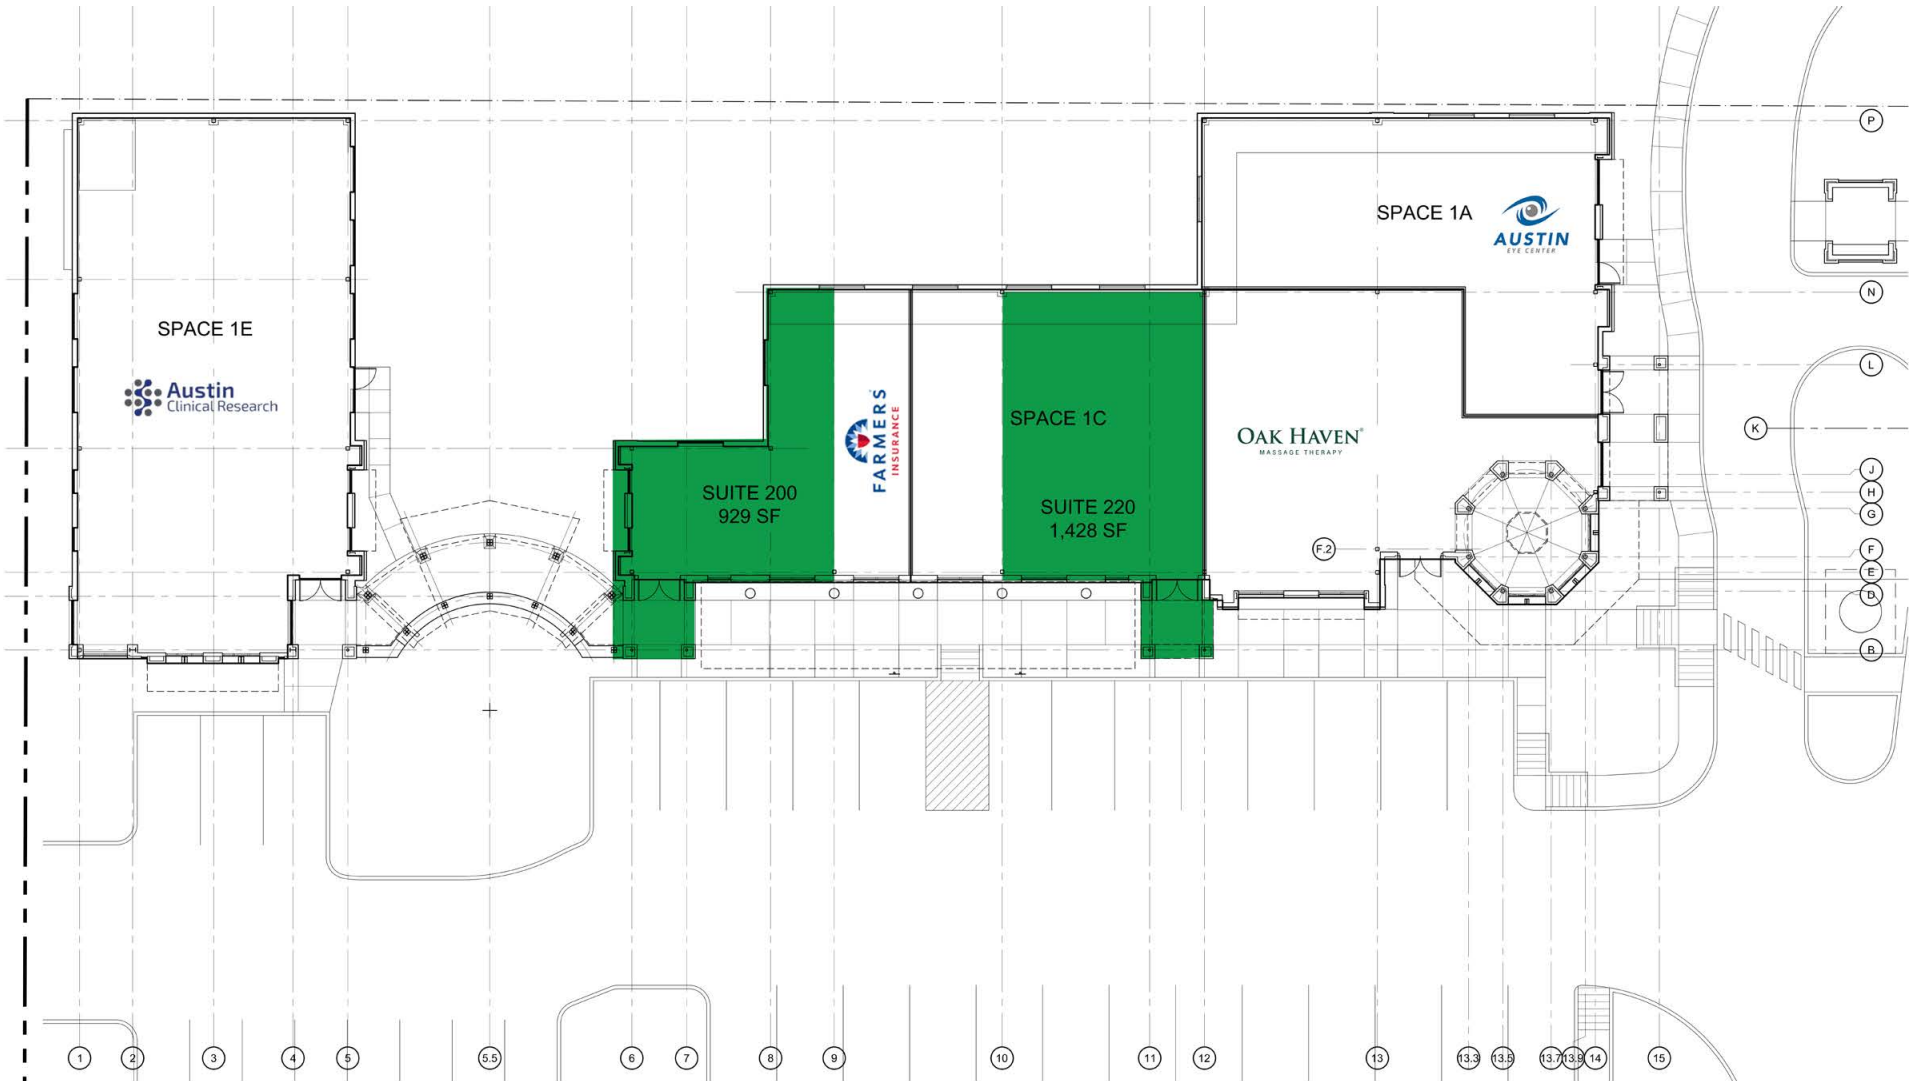 P
SPACE 1A
AUSTIN
EYE CENTER
N
SPACE 1E
L
Austin
Clinical Research
FARMERS
INSURANCE
SPACE 1C
OAK HAVEN®
MASSAGE THERAPY
K
J
SUITE 200
929 SF
H
SUITE 220
1,428 SF
G
F.2
F
E
D
B
1
2
3
4
5
5.5
6
7
8
9
10
11
12
13
13.3
13.5
13.7
13.9
14
15